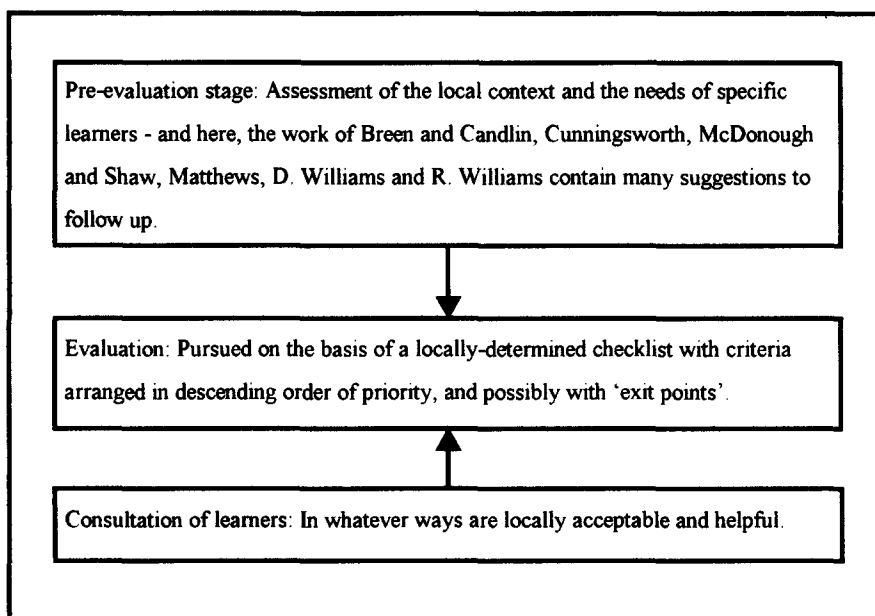 Pre-evaluation stage: Assessment of the local context and the needs of specific
learners - and here, the work of Breen and Candlin, Cunningsworth, McDonough
and Shaw, Matthews, D. Williams and R. Williams contain many suggestions to
follow up.
Evaluation: Pursued on the basis of a locally-determined checklist with criteria
arranged in descending order of priority, and possibly with ‘exit points’.
Consultation of learners: In whatever ways are locally acceptable and helpful.